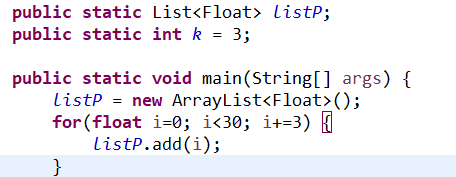 public static List<Float> listP;
public static int k = 3;
public static void main(String[] args) {
listP = new ArrayList<Float>();
for(float i=0; i<30; i+=3) {
listP.add(i);
}